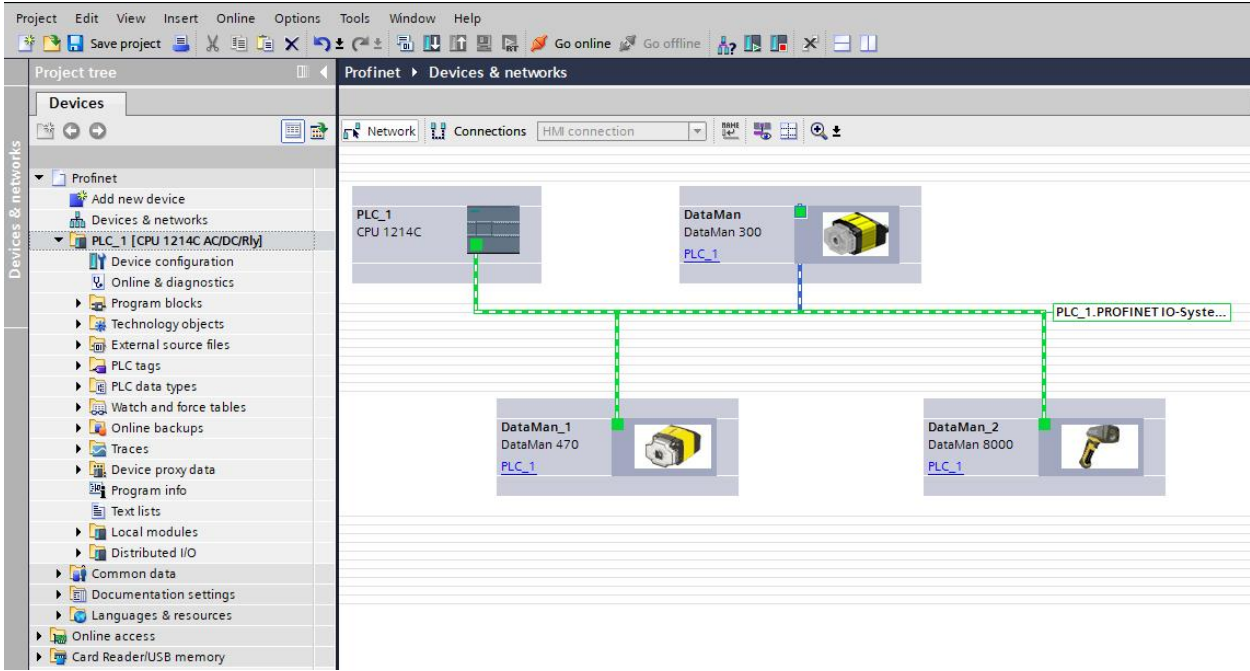 Project Edit View Insert Online Options Tools Window Help
Save project Go online Go offline
Project tree
Profinet Devices & networks
Devices
Network Connections HMI connection
Devices & networks
Profinet
Add new device
Devices & networks
PLC_1 [CPU 1214C AC/DC/Rly]
Device configuration
Online & diagnostics
Program blocks
Technology objects
External source files
PLC tags
PLC data types
Watch and force tables
Online backups
Traces
Device proxy data
Program info
Text lists
Local modules
Distributed I/O
Common data
Documentation settings
Languages & resources
Online access
Card Reader/USB memory
PLC_1
CPU 1214C
DataMan
DataMan 300
PLC_1
PLC_1.PROFINET IO-Syste...
DataMan_1
DataMan 470
PLC_1
DataMan_2
DataMan 8000
PLC_1